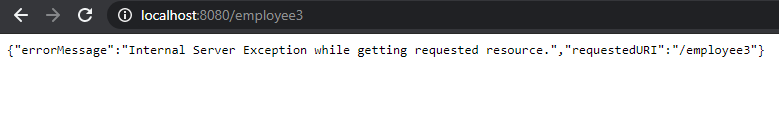 localhost:8080/employee3
{"errorMessage":"Internal Server Exception while getting requested resource.","requestedURI":"/employee3"}